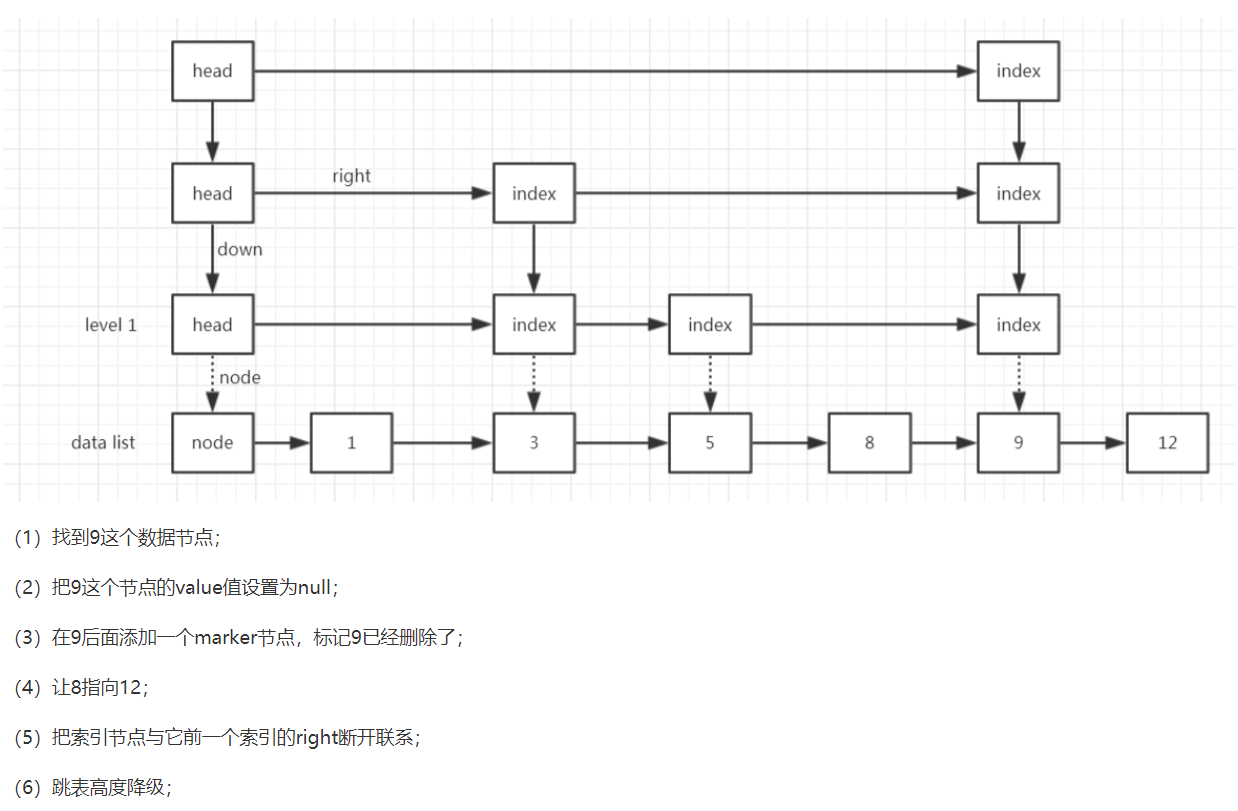 head index
head right index index
down
level 1 head index index index
node
data list node 1 3 5 8 9 12
（1）找到9这个数据节点；
（2）把9这个节点的value值设置为null；
（3）在9后面添加一个marker节点，标记9已经删除了；
（4）让8指向12；
（5）把索引节点与它前一个索引的right断开联系；
（6）跳表高度降级；